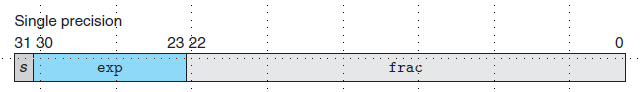 Single precision
31 30 23 22 0
s exp frac